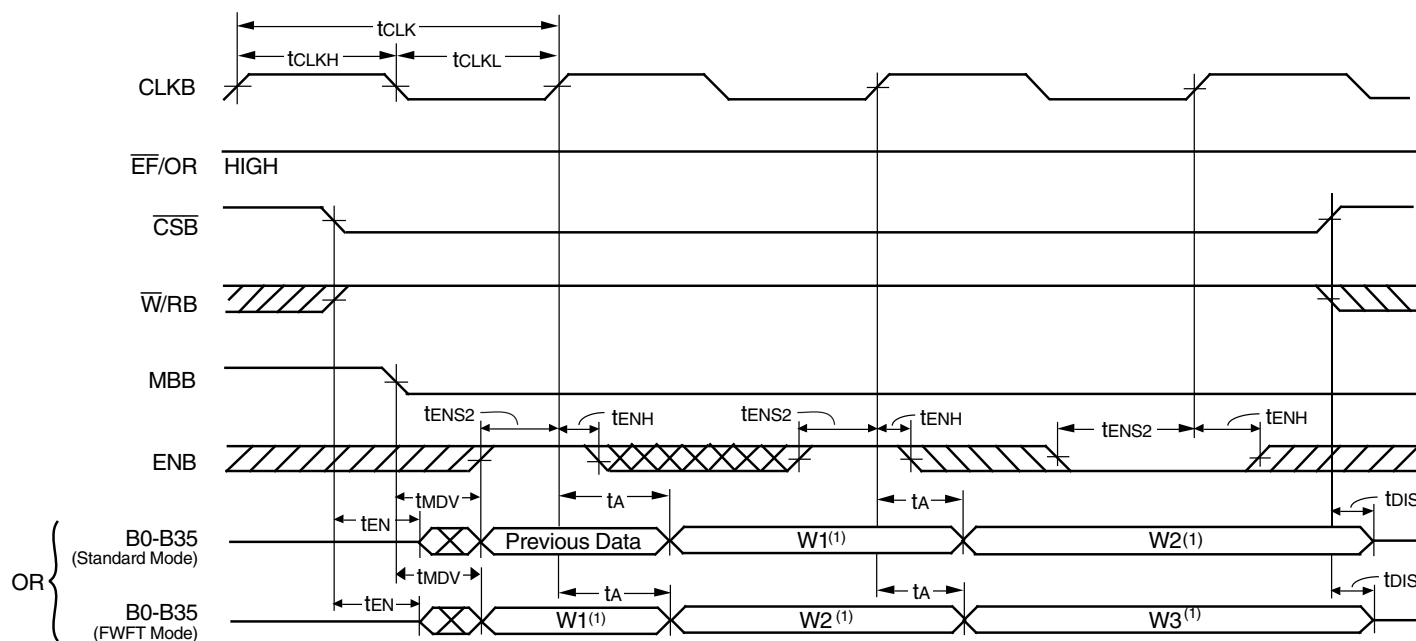 tCLK
tCLKH tCLKL
CLKB
EF/OR HIGH
CSB
W/RB
MBB
tENS2 tENH tENS2 tENH tENS2 tENH
ENB
tMDV tA tA tDIS
tEN
B0-B35 Previous Data W1(1) W2(1)
(Standard Mode)
OR
tMDV tA tA tDIS
tEN
B0-B35 W1(1) W2(1) W3(1)
(FWFT Mode)